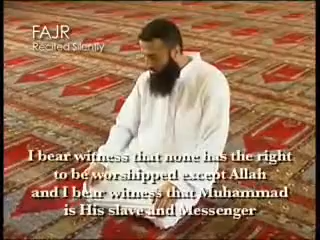 FAJR
Recited Silently
I bear witness that none has the right
to be worshipped except Allah
and I bear witness that Muhammad
is His slave and Messenger